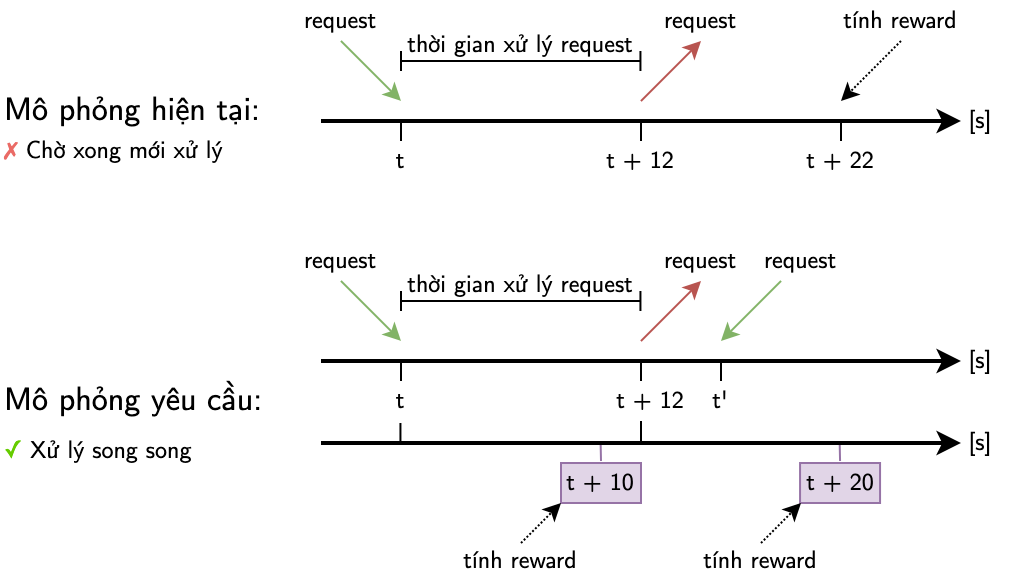 request
request
tính reward
thời gian xử lý request
Mô phỏng hiện tại:
✗ Chờ xong mới xử lý
[s]
t
t + 12
t + 22
request
request
request
thời gian xử lý request
[s]
Mô phỏng yêu cầu:
t
t + 12
t'
✓ Xử lý song song
[s]
t + 10
t + 20
tính reward
tính reward